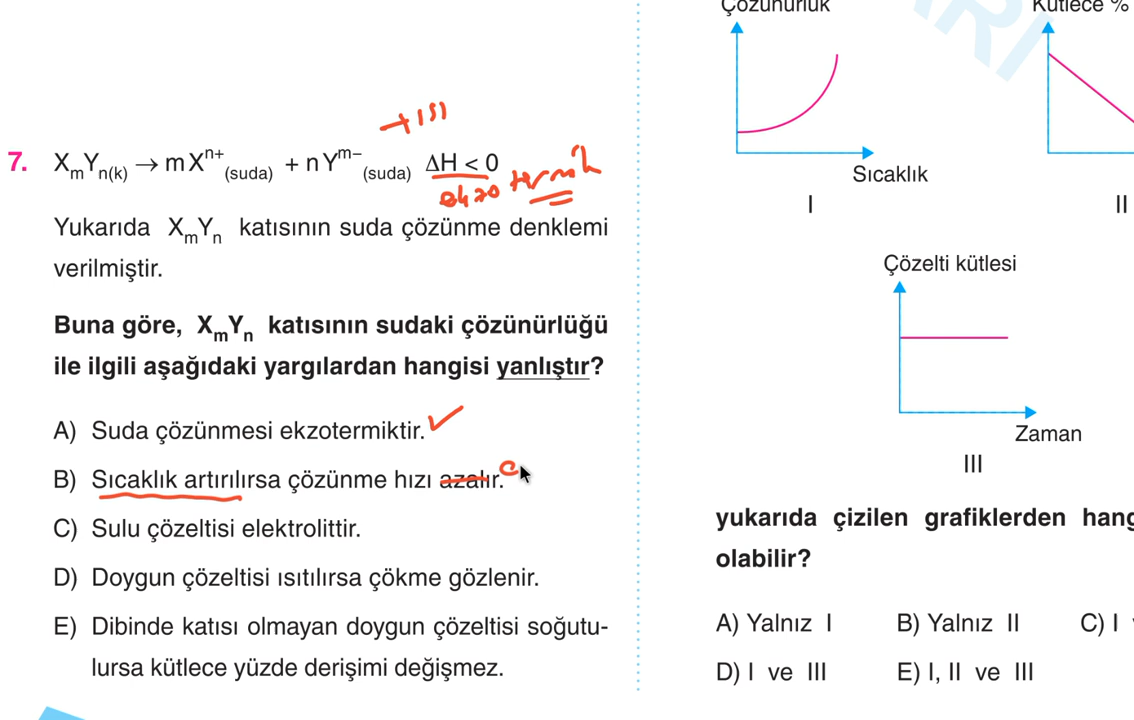 7. XmYn(k) → mXⁿ⁺(suda) + nYᵐ⁻(suda) ΔH < 0
+ ısı
ekzo termik
Yukarıda XmYn katısının suda çözünme denklemi
verilmiştir.
Buna göre, XmYn katısının sudaki çözünürlüğü
ile ilgili aşağıdaki yargılardan hangisi yanlıştır?
A) Suda çözünmesi ekzotermiktir.
B) Sıcaklık artırılırsa çözünme hızı azalır.
C) Sulu çözeltisi elektrolittir.
D) Doygun çözeltisi ısıtılırsa çökme gözlenir.
E) Dibinde katısı olmayan doygun çözeltisi soğutu-
lursa kütlece yüzde derişimi değişmez.
Çözünürlük
Sıcaklık
I
Kütlece %
II
Çözelti kütlesi
Zaman
III
yukarıda çizilen grafiklerden hang
olabilir?
A) Yalnız I
B) Yalnız II
C) I
D) I ve III
E) I, II ve III